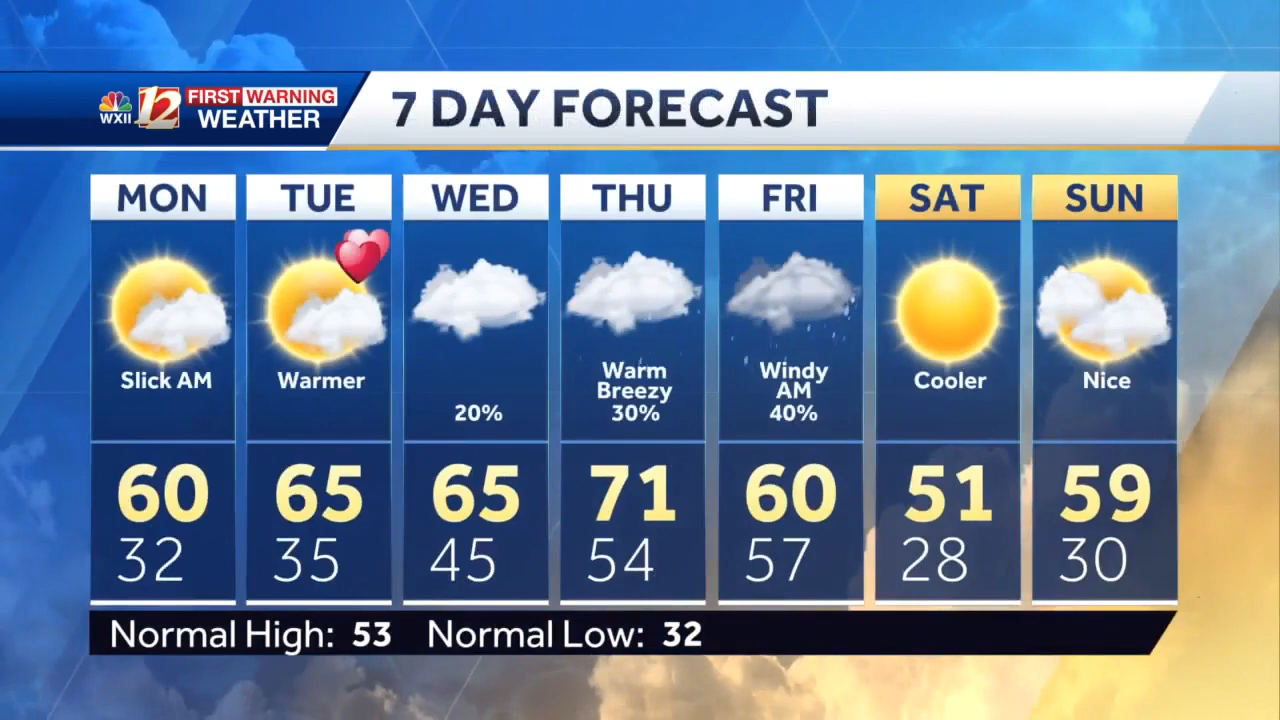 WXII 12 FIRST WARNING WEATHER
7 DAY FORECAST
MON TUE WED THU FRI SAT SUN
Slick AM
Warmer
20%
Warm
Breezy
30%
Windy
AM
40%
Cooler
Nice
60 65 65 71 60 51 59
32 35 45 54 57 28 30
Normal High: 53 Normal Low: 32